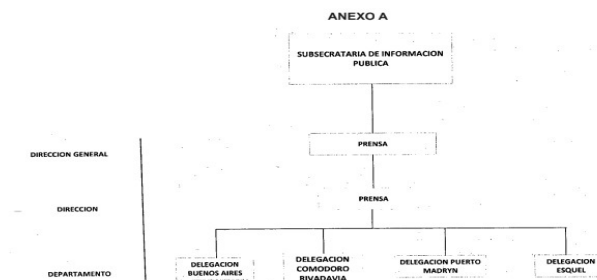 ANEXO A
SUBSECRATARIA DE INFORMACION
PUBLICA
DIRECCION GENERAL
PRENSA
DIRECCION
PRENSA
DEPARTAMENTO
DELEGACION
BUENOS AIRES
DELEGACION
COMODORO
RIVADAVIA
DELEGACION PUERTO
MADRYN
DELEGACION
ESQUEL